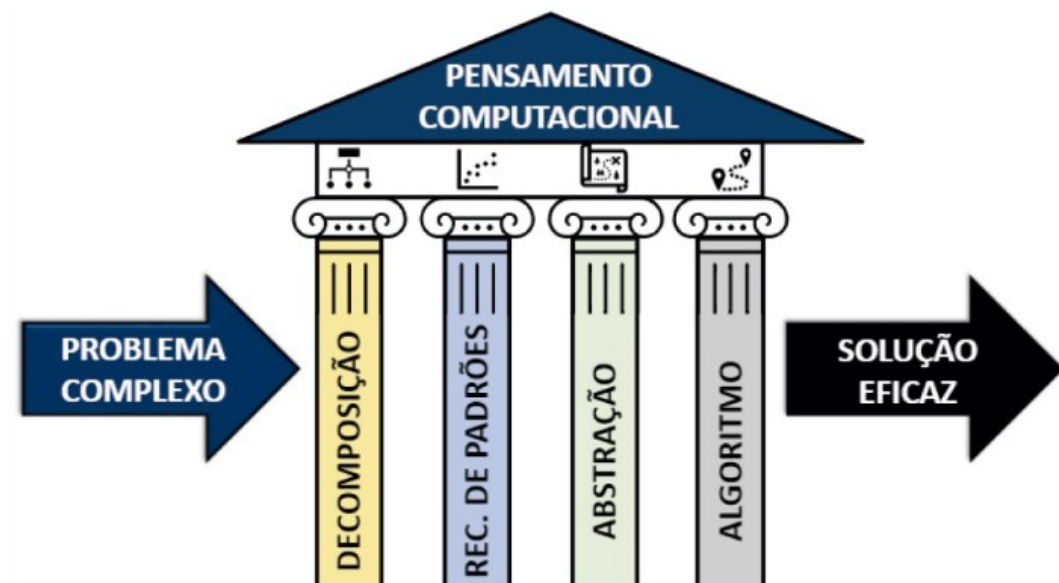 PENSAMENTO
COMPUTACIONAL
PROBLEMA
COMPLEXO
DECOMPOSIÇÃO
REC. DE PADRÕES
ABSTRAÇÃO
ALGORITMO
SOLUÇÃO
EFICAZ